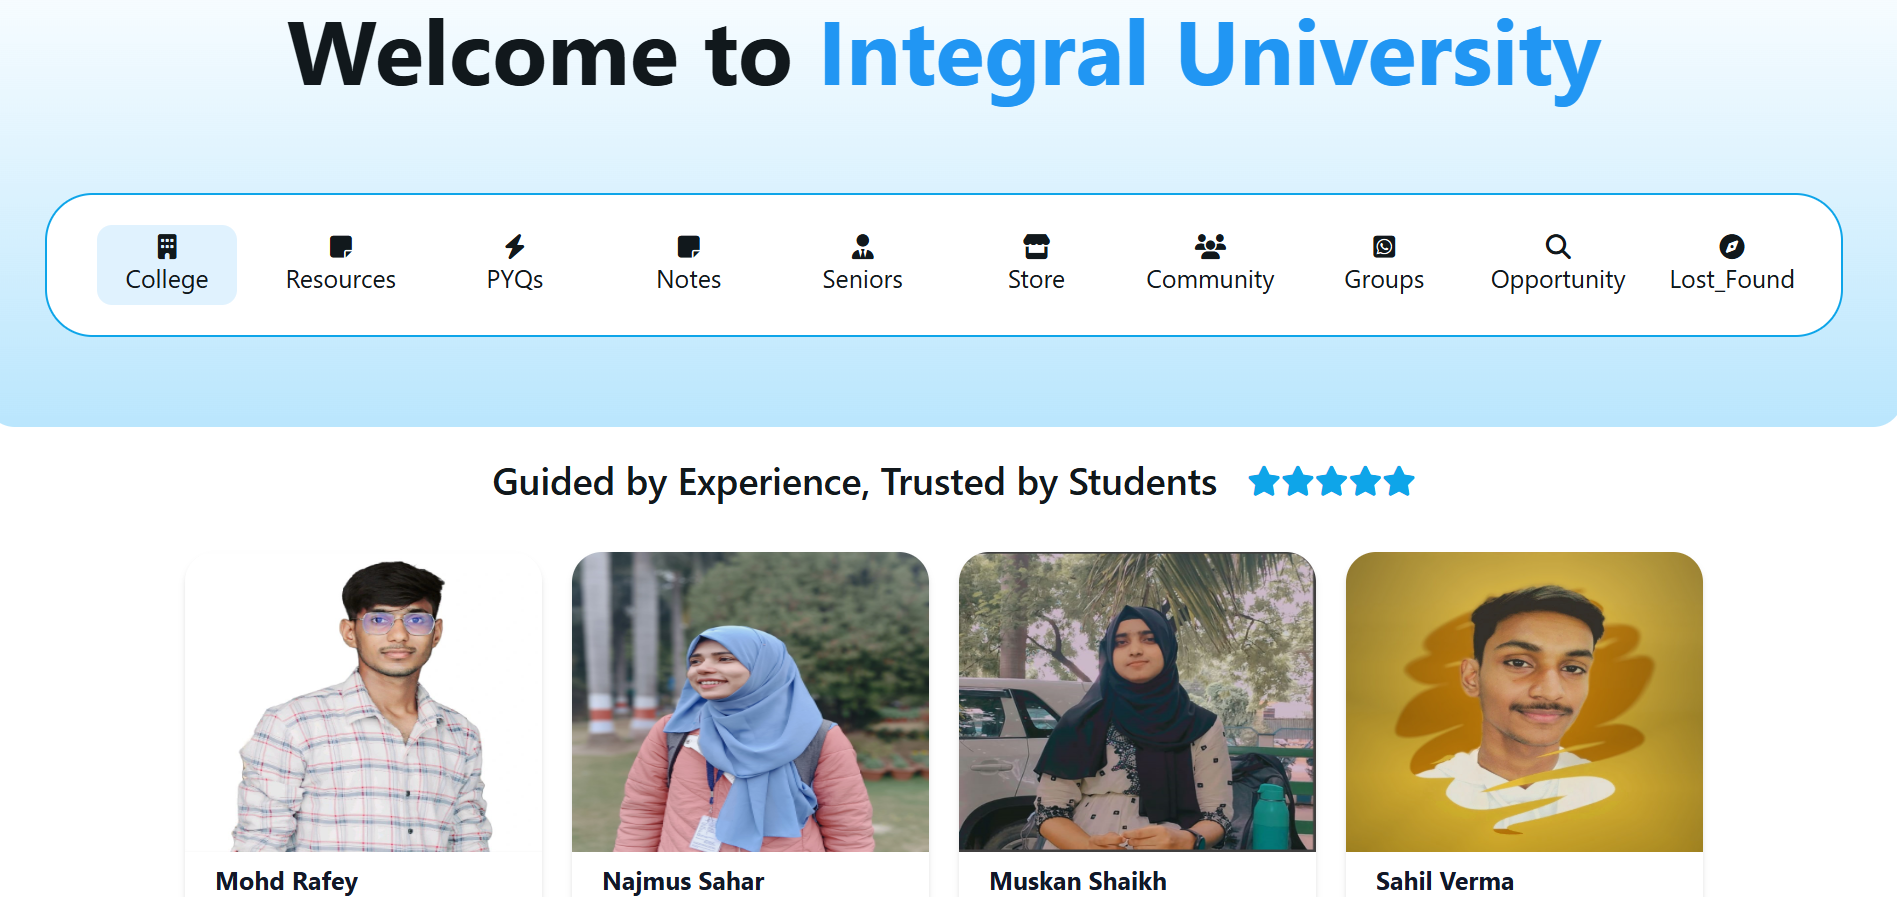 Welcome to Integral University
College
Resources
PYQs
Notes
Seniors
Store
Community
Groups
Opportunity
Lost_Found
Guided by Experience, Trusted by Students
Mohd Rafey
Najmus Sahar
Muskan Shaikh
Sahil Verma